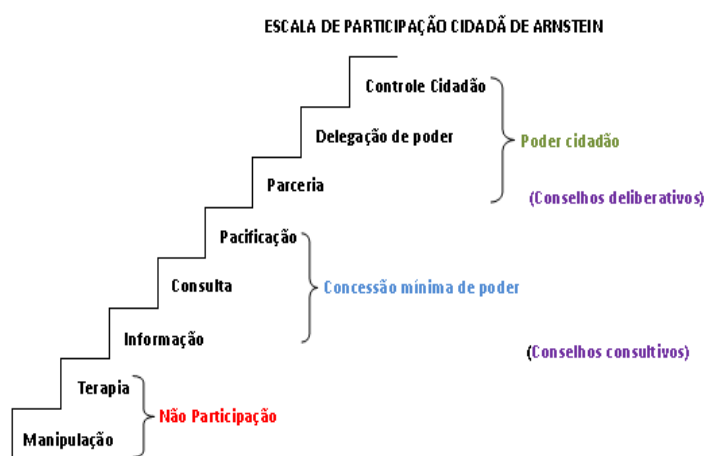 ESCALA DE PARTICIPAÇÃO CIDADÃ DE ARNSTEIN
Controle Cidadão
Delegação de poder
Poder cidadão
Parceria
(Conselhos deliberativos)
Pacificação
Consulta
Concessão mínima de poder
Informação
(Conselhos consultivos)
Terapia
Não Participação
Manipulação